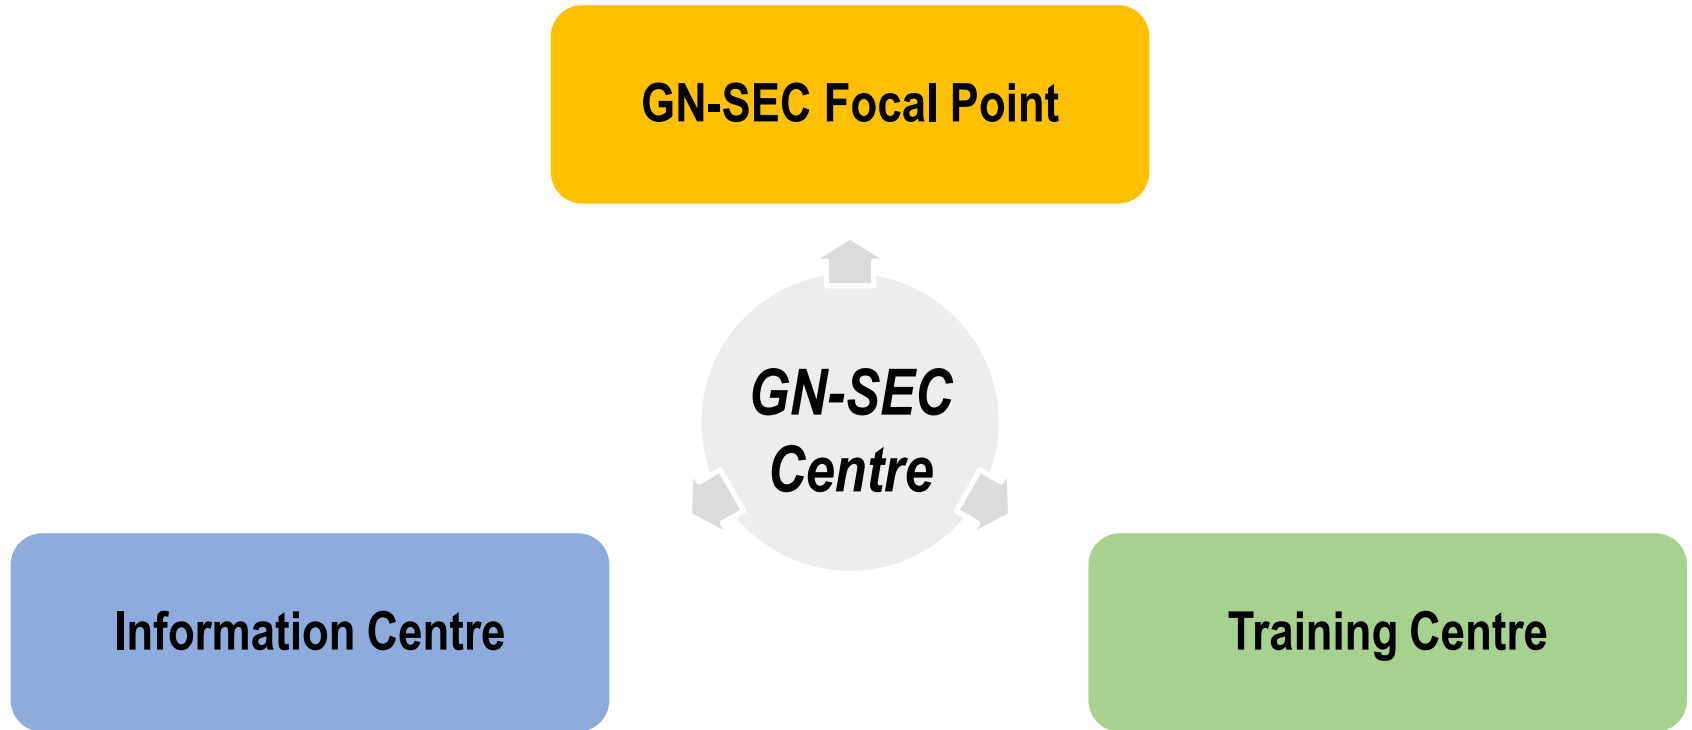 GN-SEC Focal Point
GN-SEC
Centre
Information Centre
Training Centre